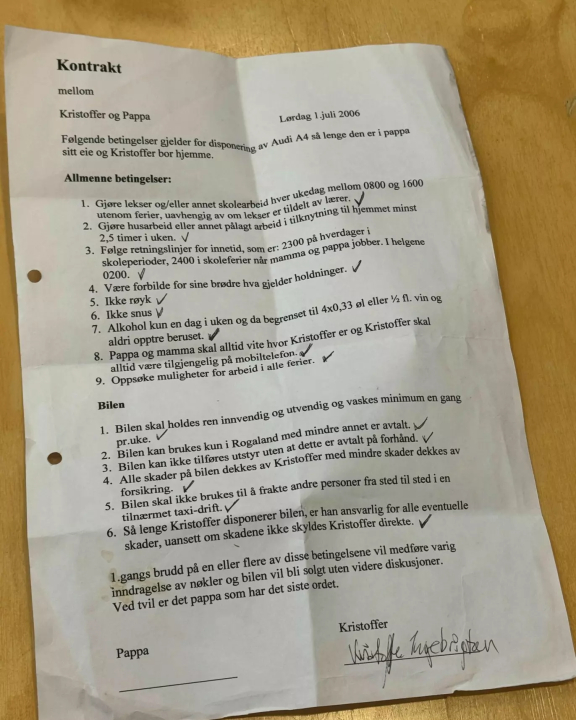 Kontrakt
mellom
Kristoffer og Pappa
Lørdag 1.juli 2006
Følgende betingelser gjelder for disponering av Audi A4 så lenge den er i pappa
sitt eie og Kristoffer bor hjemme.
Allmenne betingelser:
1. Gjøre lekser og/eller annet skolearbeid hver ukedag mellom 0800 og 1600
utenom ferier, uavhengig av om lekser er tildelt av lærer. ✓
2. Gjøre husarbeid eller annet pålagt arbeid i tilknytning til hjemmet minst
2,5 timer i uken. ✓
3. Følge retningslinjer for innetid, som er: 2300 på hverdager i
skoleperioder, 2400 i skoleferier når mamma og pappa jobber. I helgene
0200. ✓
4. Være forbilde for sine brødre hva gjelder holdninger. ✓
5. Ikke røyk ✓
6. Ikke snus ✓
7. Alkohol kun en dag i uken og da begrenset til 4x0,33 øl eller ½ fl. vin og
aldri opptre beruset. ✓
8. Pappa og mamma skal alltid vite hvor Kristoffer er og Kristoffer skal
alltid være tilgjengelig på mobiltelefon. ✓
9. Oppsøke muligheter for arbeid i alle ferier. ✓
Bilen
1. Bilen skal holdes ren innvendig og utvendig og vaskes minimum en gang
pr.uke. ✓
2. Bilen kan brukes kun i Rogaland med mindre annet er avtalt. ✓
3. Bilen kan ikke tilføres utstyr uten at dette er avtalt på forhånd. ✓
4. Alle skader på bilen dekkes av Kristoffer med mindre skader dekkes av
forsikring. ✓
5. Bilen skal ikke brukes til å frakte andre personer fra sted til sted i en
tilnærmet taxi-drift. ✓
6. Så lenge Kristoffer disponerer bilen, er han ansvarlig for alle eventuelle
skader, uansett om skadene ikke skyldes Kristoffer direkte. ✓
1.gangs brudd på en eller flere av disse betingelsene vil medføre varig
inndragelse av nøkler og bilen vil bli solgt uten videre diskusjoner.
Ved tvil er det pappa som har det siste ordet.
Pappa
Kristoffer
Kristoffe Ingebrigtsen